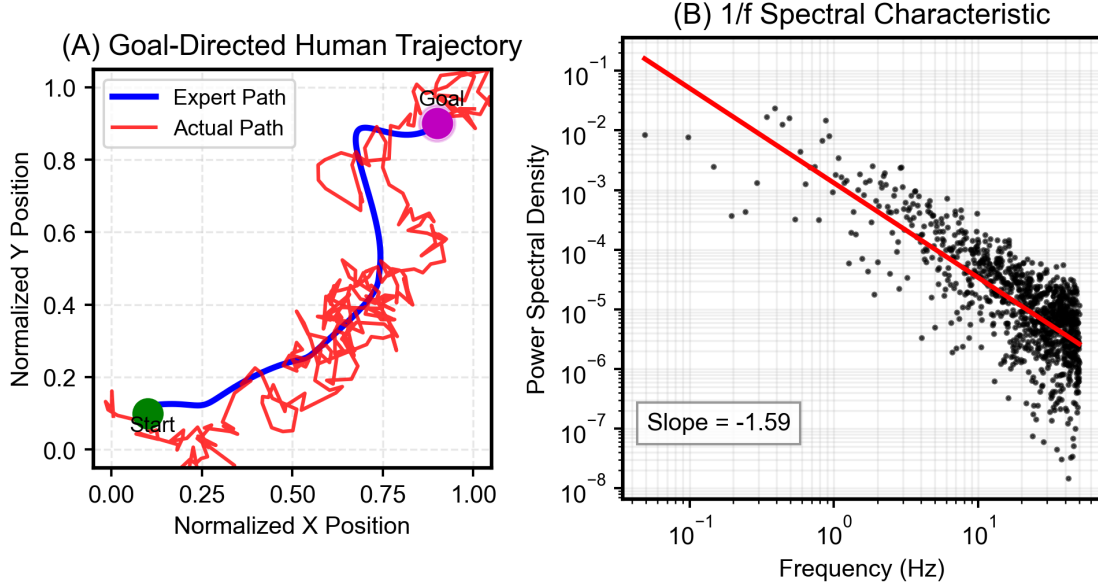 (A) Goal-Directed Human Trajectory
Expert Path
Actual Path
Goal
Start
1.0
0.8
0.6
0.4
0.2
0.0
0.00
0.25
0.50
0.75
1.00
Normalized Y Position
Normalized X Position
(B) 1/f Spectral Characteristic
10⁻¹
10⁻²
10⁻³
10⁻⁴
10⁻⁵
10⁻⁶
10⁻⁷
10⁻⁸
Slope = -1.59
10⁻¹
10⁰
10¹
Power Spectral Density
Frequency (Hz)